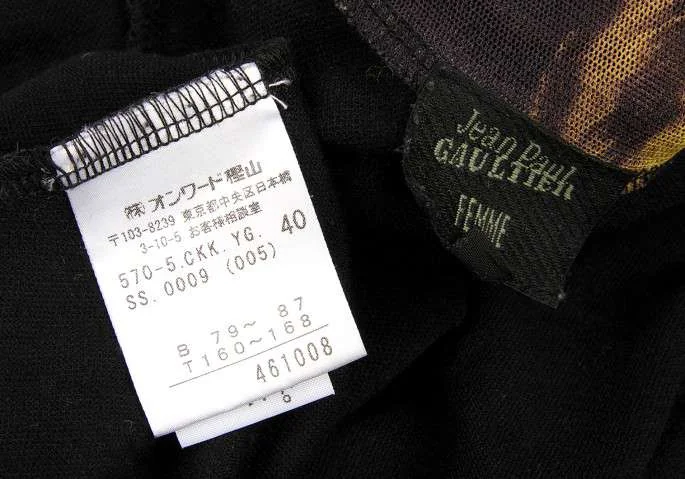 ㈱オンワード樫山
〒103-8239 東京都中央区日本橋
3-10-5 お客様相談室
570-5.CKK.YG. 40
SS.0009 (005)
B 79〜 87
T160〜168
461008
Jean Paul
GAULTIER
FEMME